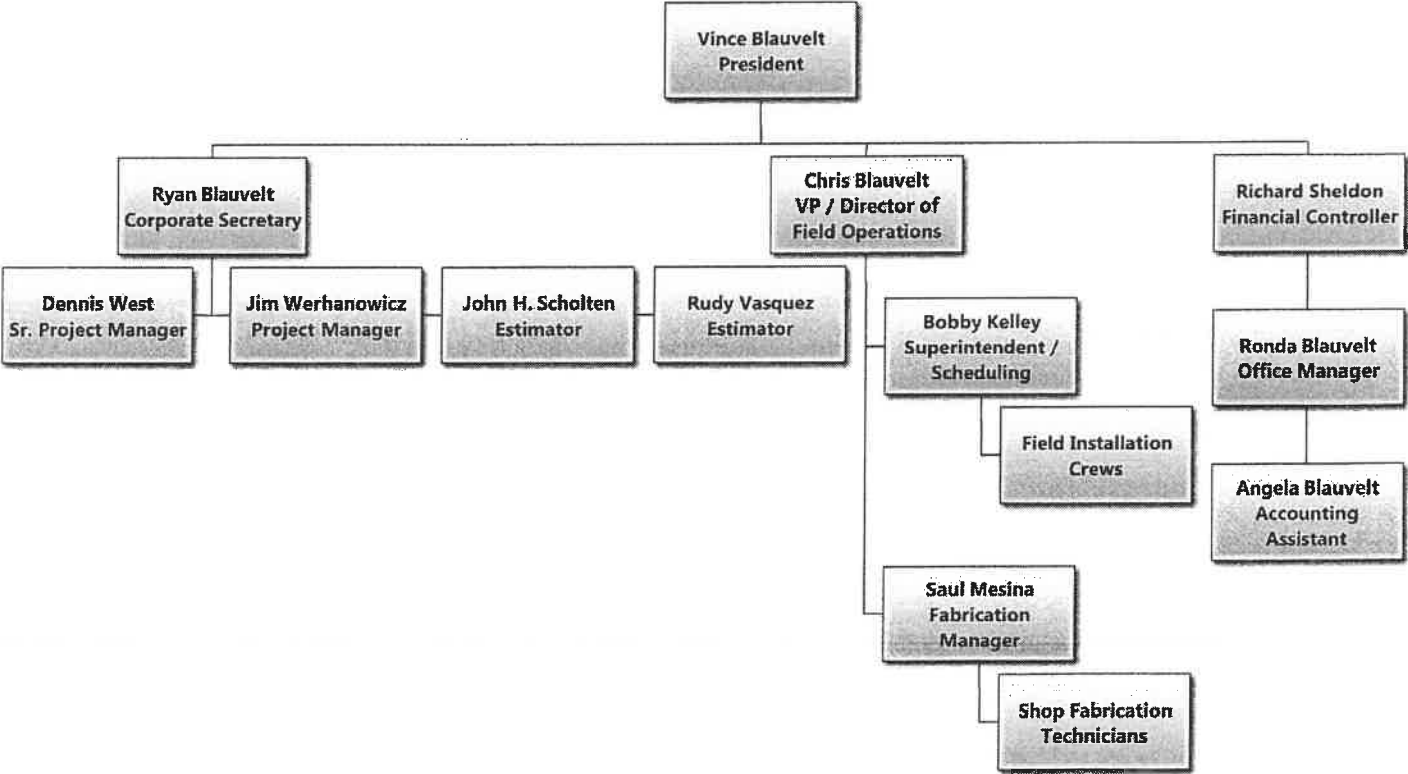 Vince Blauvelt
President
Ryan Blauvelt
Corporate Secretary
Chris Blauvelt
VP / Director of
Field Operations
Richard Sheldon
Financial Controller
Dennis West
Sr. Project Manager
Jim Werhanowicz
Project Manager
John H. Scholten
Estimator
Rudy Vasquez
Estimator
Bobby Kelley
Superintendent /
Scheduling
Ronda Blauvelt
Office Manager
Field Installation
Crews
Angela Blauvelt
Accounting
Assistant
Saul Mesina
Fabrication
Manager
Shop Fabrication
Technicians